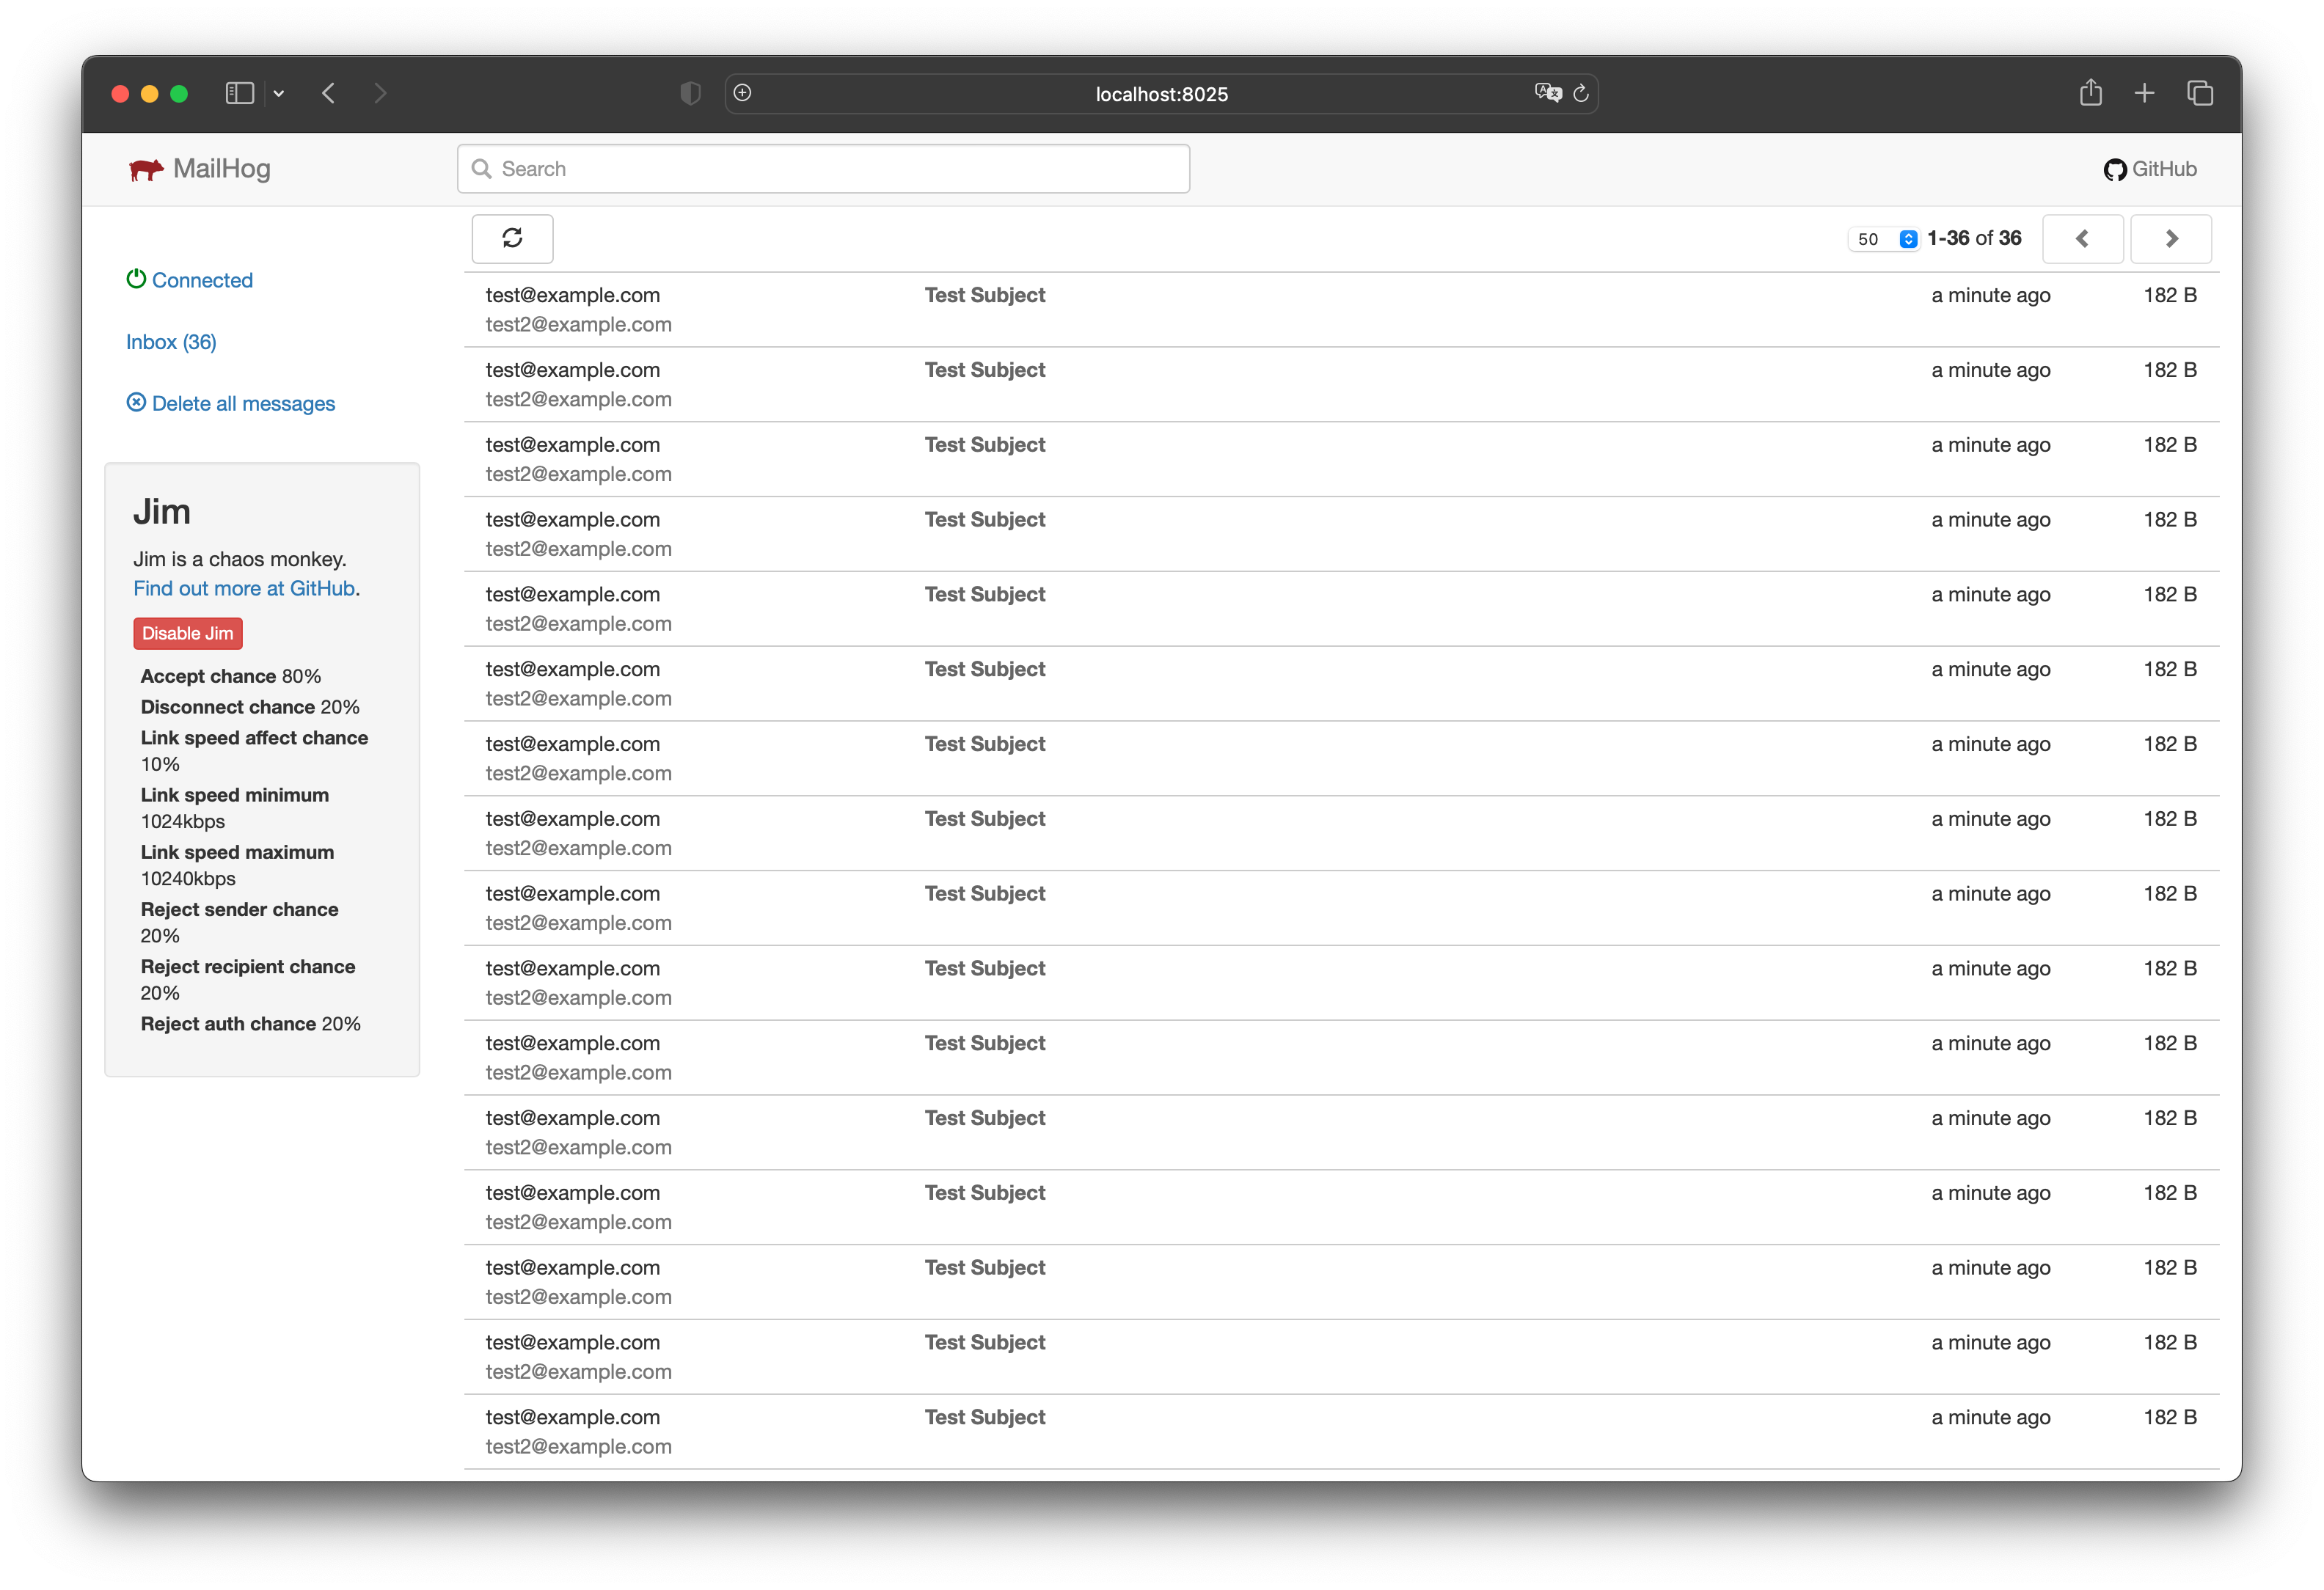 localhost:8025
MailHog
Search
GitHub
50
1-36 of 36
Connected
Inbox (36)
Delete all messages
Jim
Jim is a chaos monkey.
Find out more at GitHub.
Disable Jim
Accept chance 80%
Disconnect chance 20%
Link speed affect chance
10%
Link speed minimum
1024kbps
Link speed maximum
10240kbps
Reject sender chance
20%
Reject recipient chance
20%
Reject auth chance 20%
test@example.com Test Subject a minute ago 182 B
test2@example.com
test@example.com Test Subject a minute ago 182 B
test2@example.com
test@example.com Test Subject a minute ago 182 B
test2@example.com
test@example.com Test Subject a minute ago 182 B
test2@example.com
test@example.com Test Subject a minute ago 182 B
test2@example.com
test@example.com Test Subject a minute ago 182 B
test2@example.com
test@example.com Test Subject a minute ago 182 B
test2@example.com
test@example.com Test Subject a minute ago 182 B
test2@example.com
test@example.com Test Subject a minute ago 182 B
test2@example.com
test@example.com Test Subject a minute ago 182 B
test2@example.com
test@example.com Test Subject a minute ago 182 B
test2@example.com
test@example.com Test Subject a minute ago 182 B
test2@example.com
test@example.com Test Subject a minute ago 182 B
test2@example.com
test@example.com Test Subject a minute ago 182 B
test2@example.com
test@example.com Test Subject a minute ago 182 B
test2@example.com
test@example.com Test Subject a minute ago 182 B
test2@example.com